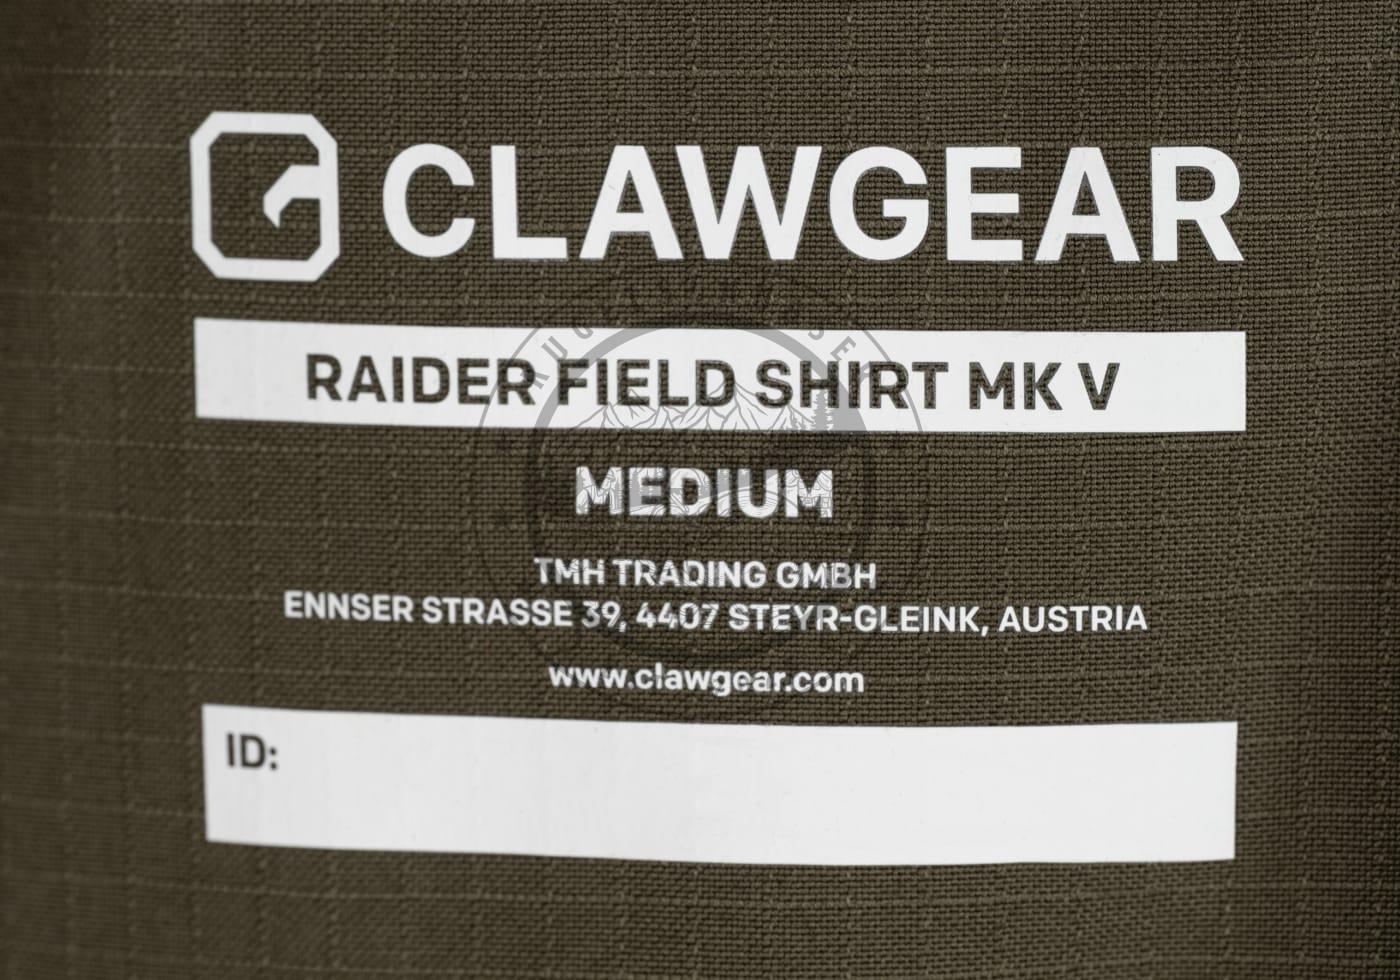 CLAWGEAR
RAIDER FIELD SHIRT MK V
MEDIUM
TMH TRADING GMBH
ENNSER STRASSE 39, 4407 STEYR-GLEINK, AUSTRIA
www.clawgear.com
ID: